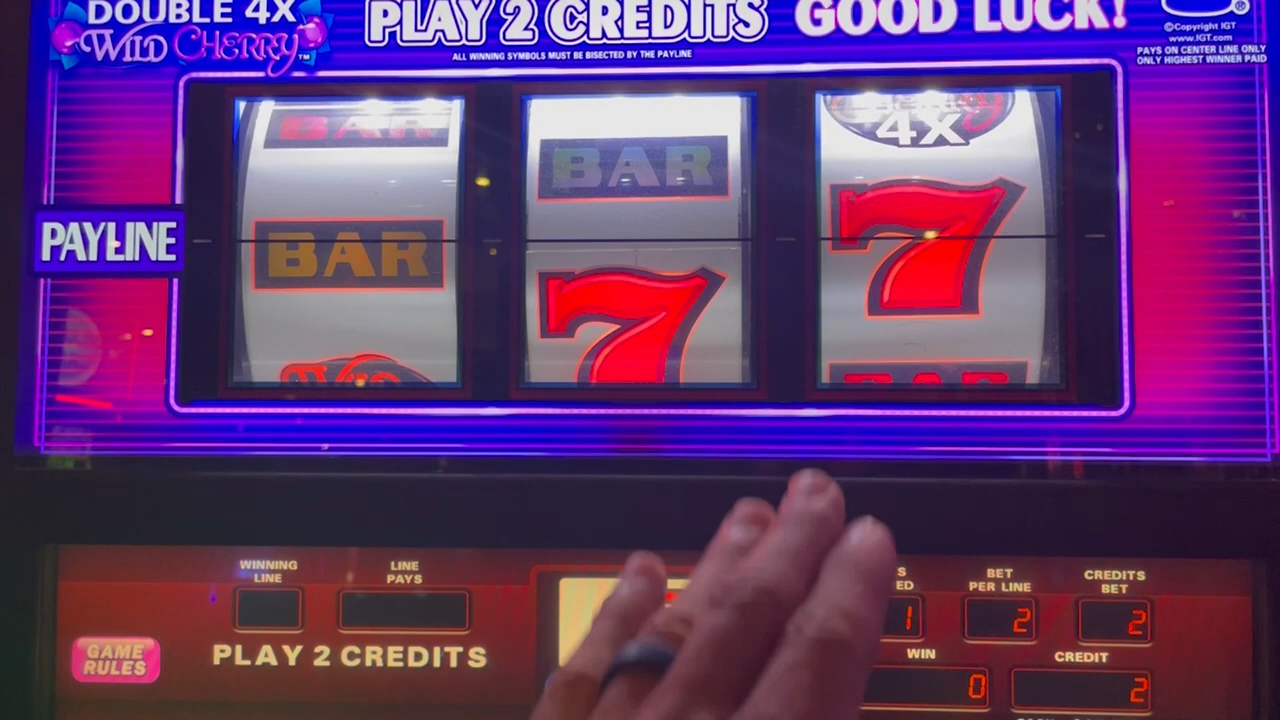 DOUBLE 4X
WILD CHERRY™
PLAY 2 CREDITS
GOOD LUCK!
ALL WINNING SYMBOLS MUST BE BISECTED BY THE PAYLINE
®
©Copyright IGT
www.IGT.com
PAYS ON CENTER LINE ONLY
ONLY HIGHEST WINNER PAID
BAR
BAR
4X
7
PAYLINE
BAR
7
WILD
BAR
WINNING
LINE
LINE
PAYS
BET
PER LINE
CREDITS
BET
1
2
2
GAME
RULES
PLAY 2 CREDITS
WIN
CREDIT
0
2